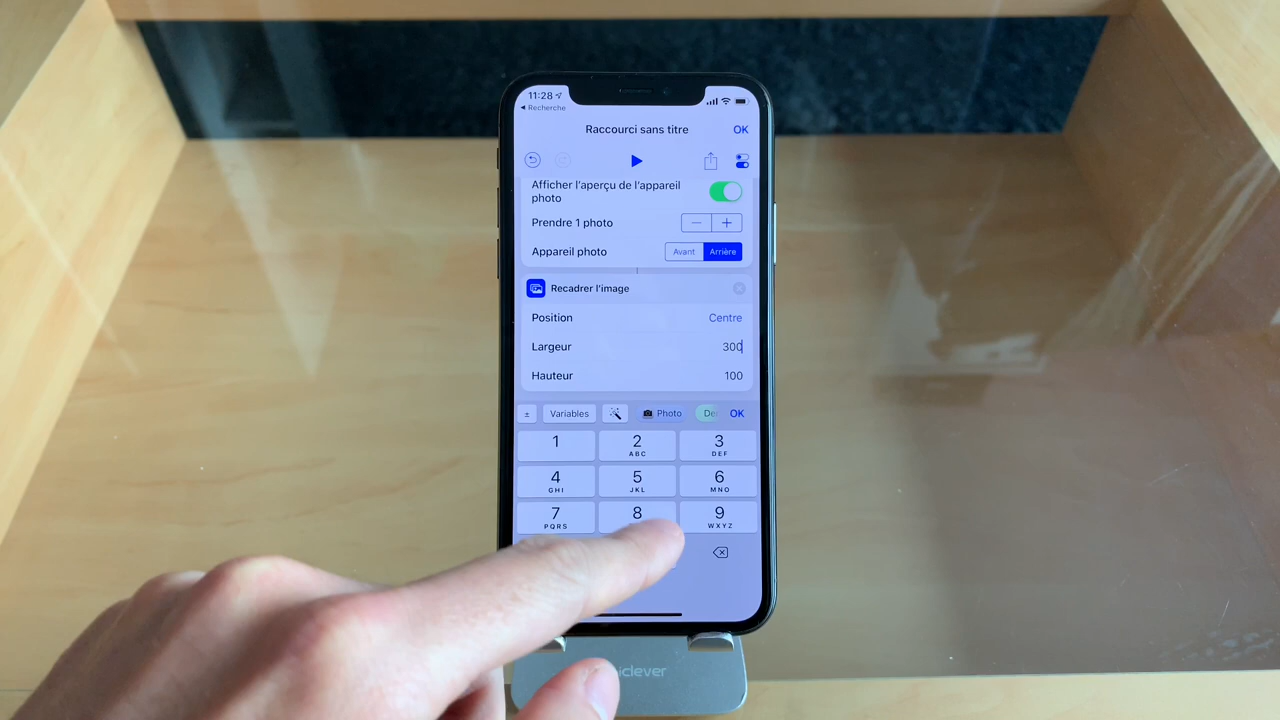 11:28
Recherche
Raccourci sans titre OK
Afficher l'aperçu de l'appareil
photo
Prendre 1 photo − +
Appareil photo Avant Arrière
Recadrer l'image
Position Centre
Largeur 300
Hauteur 100
± Variables Photo OK
1 2 3
ABC DEF
4 5 6
GHI JKL MNO
7 8 9
PQRS WXYZ
iclever